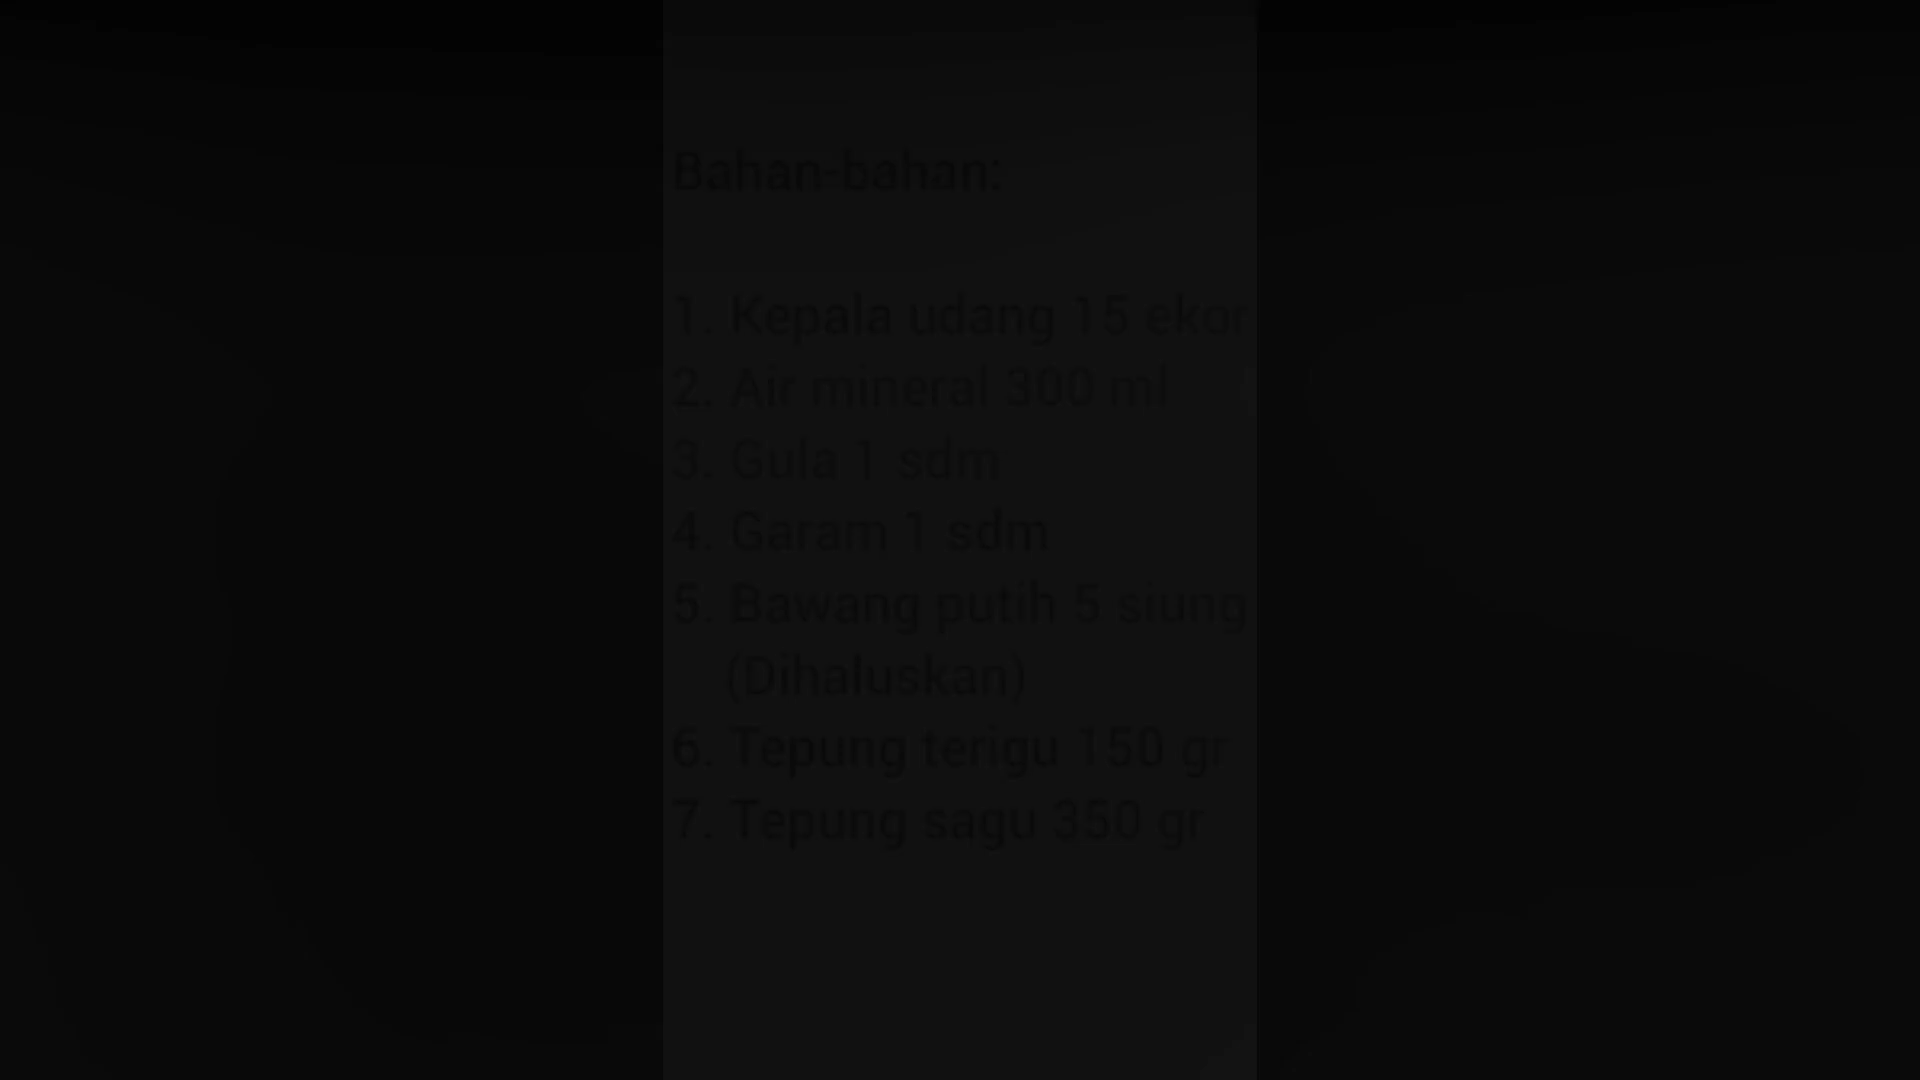 Bahan-bahan:
1. Kepala udang 15 ekor
2. Air mineral 300 ml
3. Gula 1 sdm
4. Garam 1 sdm
5. Bawang putih 5 siung
(Dihaluskan)
6. Tepung terigu 150 gr
7. Tepung sagu 350 gr